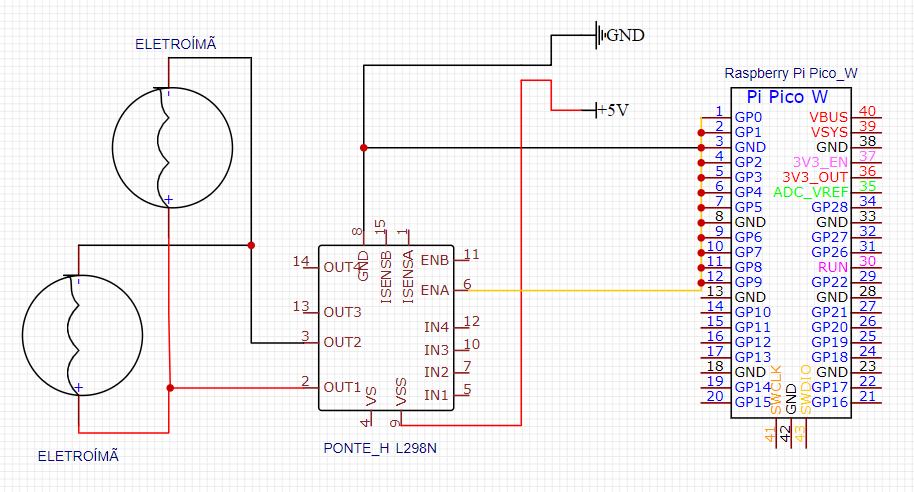 ELETROÍMÃ
-
+
-
+
ELETROÍMÃ
GND
+5V
8
GND
15
ISENSB
1
ISENSA
14 OUT4
13 OUT3
3 OUT2
2 OUT1
ENB 11
ENA 6
IN4 12
IN3 10
IN2 7
IN1 5
VS
4
VSS
9
PONTE_H L298N
Raspberry Pi Pico_W
Pi Pico W
1 GP0 VBUS 40
2 GP1 VSYS 39
3 GND GND 38
4 GP2 3V3_EN 37
5 GP3 3V3_OUT 36
6 GP4 ADC_VREF 35
7 GP5 GP28 34
8 GND GND 33
9 GP6 GP27 32
10 GP7 GP26 31
11 GP8 RUN 30
12 GP9 GP22 29
13 GND GND 28
14 GP10 GP21 27
15 GP11 GP20 26
16 GP12 GP19 25
17 GP13 GP18 24
18 GND GND 23
19 GP14 GP17 22
20 GP15 GP16 21
SWCLK
41
GND
42
SWDIO
43